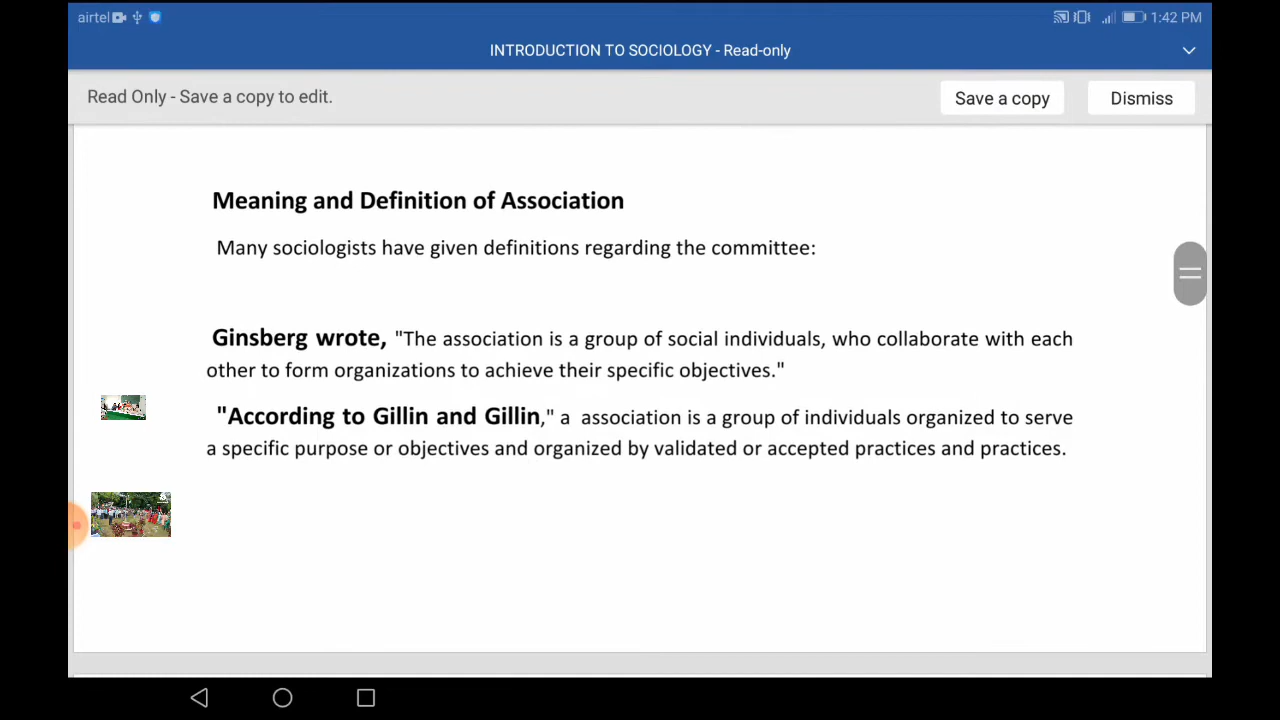 airtel 1:42 PM
INTRODUCTION TO SOCIOLOGY - Read-only
Read Only - Save a copy to edit. Save a copy Dismiss
Meaning and Definition of Association
Many sociologists have given definitions regarding the committee:
Ginsberg wrote, "The association is a group of social individuals, who collaborate with each
other to form organizations to achieve their specific objectives."
"According to Gillin and Gillin," a association is a group of individuals organized to serve
a specific purpose or objectives and organized by validated or accepted practices and practices.